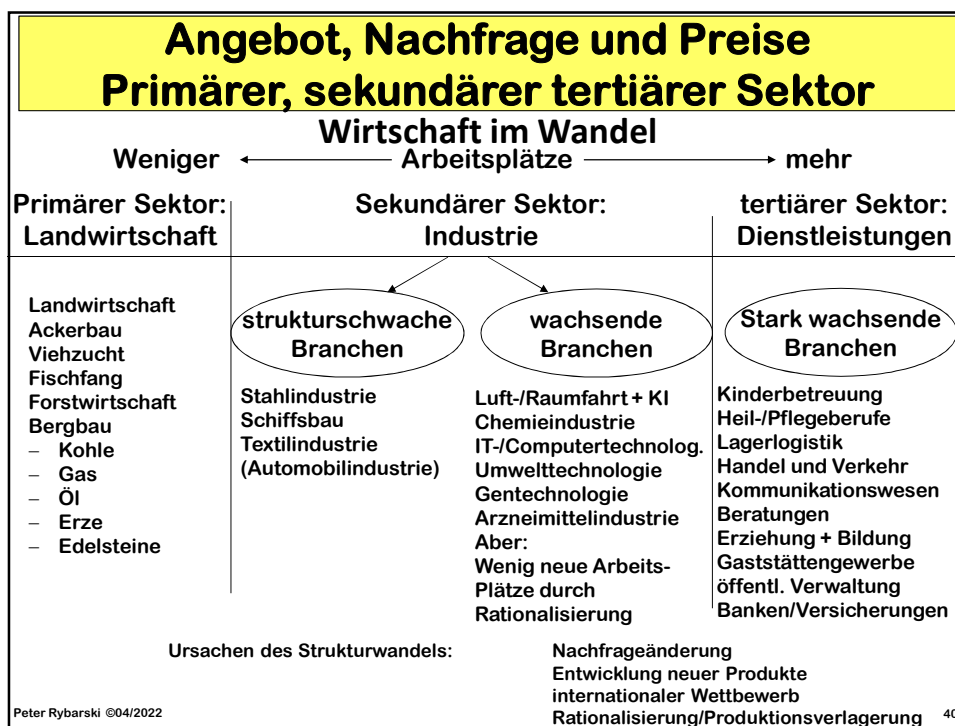 Angebot, Nachfrage und Preise
Primärer, sekundärer tertiärer Sektor
Wirtschaft im Wandel
Weniger Arbeitsplätze mehr
Primärer Sektor:
Landwirtschaft
Sekundärer Sektor:
Industrie
tertiärer Sektor:
Dienstleistungen
Landwirtschaft
Ackerbau
Viehzucht
Fischfang
Forstwirtschaft
Bergbau
– Kohle
– Gas
– Öl
– Erze
– Edelsteine
strukturschwache
Branchen
Stahlindustrie
Schiffsbau
Textilindustrie
(Automobilindustrie)
wachsende
Branchen
Luft-/Raumfahrt + KI
Chemieindustrie
IT-/Computertechnolog.
Umwelttechnologie
Gentechnologie
Arzneimittelindustrie
Aber:
Wenig neue Arbeits-
Plätze durch
Rationalisierung
Stark wachsende
Branchen
Kinderbetreuung
Heil-/Pflegeberufe
Lagerlogistik
Handel und Verkehr
Kommunikationswesen
Beratungen
Erziehung + Bildung
Gaststättengewerbe
öffentl. Verwaltung
Banken/Versicherungen
Ursachen des Strukturwandels:
Nachfrageänderung
Entwicklung neuer Produkte
internationaler Wettbewerb
Rationalisierung/Produktionsverlagerung
Peter Rybarski ©04/2022
40